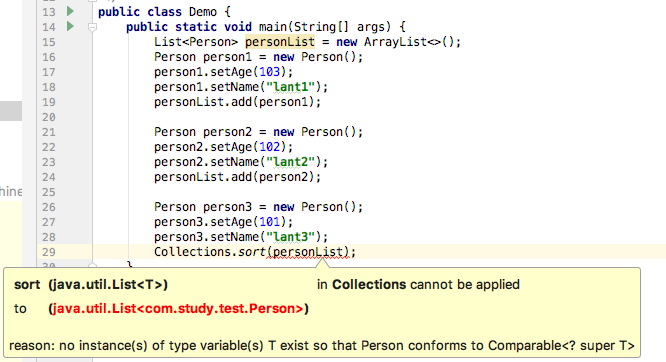 13 public class Demo {
14 public static void main(String[] args) {
15 List<Person> personList = new ArrayList<>();
16 Person person1 = new Person();
17 person1.setAge(103);
18 person1.setName("lant1");
19 personList.add(person1);
20
21 Person person2 = new Person();
22 person2.setAge(102);
23 person2.setName("lant2");
24 personList.add(person2);
25
26 Person person3 = new Person();
27 person3.setAge(101);
28 person3.setName("lant3");
hine
29 Collections.sort(personList);
30 }
sort (java.util.List<T>) in Collections cannot be applied
to (java.util.List<com.study.test.Person>)
reason: no instance(s) of type variable(s) T exist so that Person conforms to Comparable<? super T>